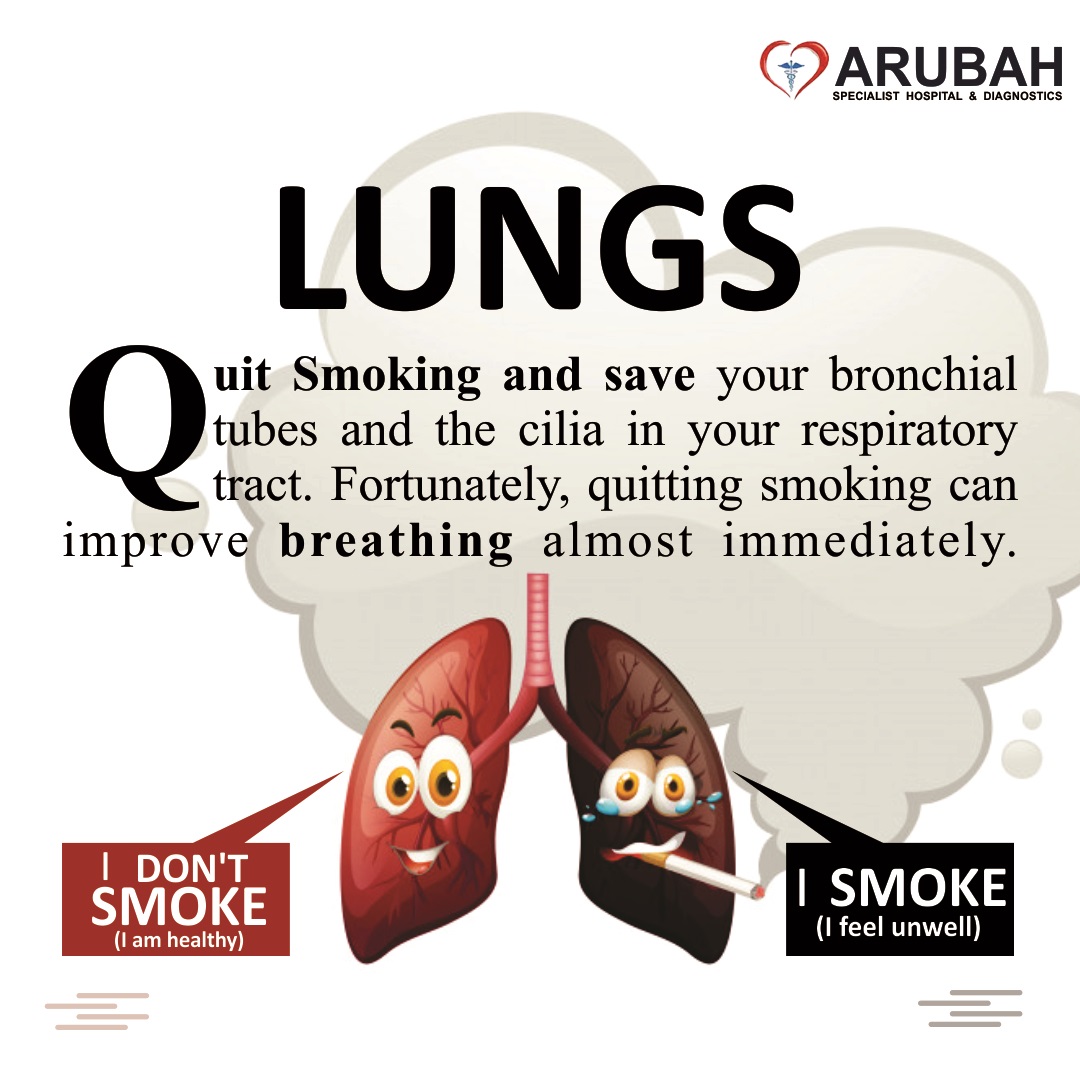 ARUBAH
SPECIALIST HOSPITAL & DIAGNOSTICS
LUNGS
Quit Smoking and save your bronchial
tubes and the cilia in your respiratory
tract. Fortunately, quitting smoking can
improve breathing almost immediately.
I DON'T
SMOKE
(I am healthy)
I SMOKE
(I feel unwell)